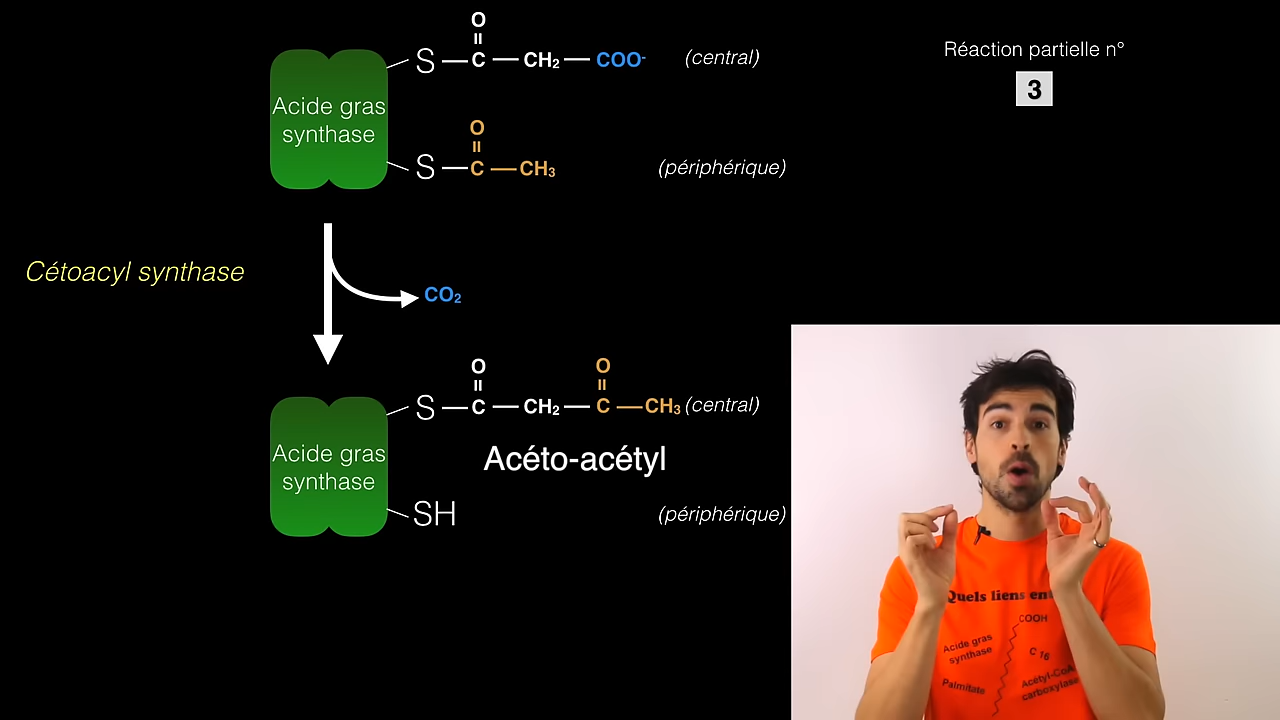 O
S — C — CH₂ — COO⁻ (central)
Réaction partielle n°
3
Acide gras
synthase
O
S — C — CH₃ (périphérique)
Cétoacyl synthase
CO₂
O O
S — C — CH₂ — C — CH₃ (central)
Acide gras
synthase
Acéto-acétyl
SH (périphérique)
Quels liens
COOH
Acide gras
synthase
C 16
Palmitate
Acétyl-CoA
carboxylase